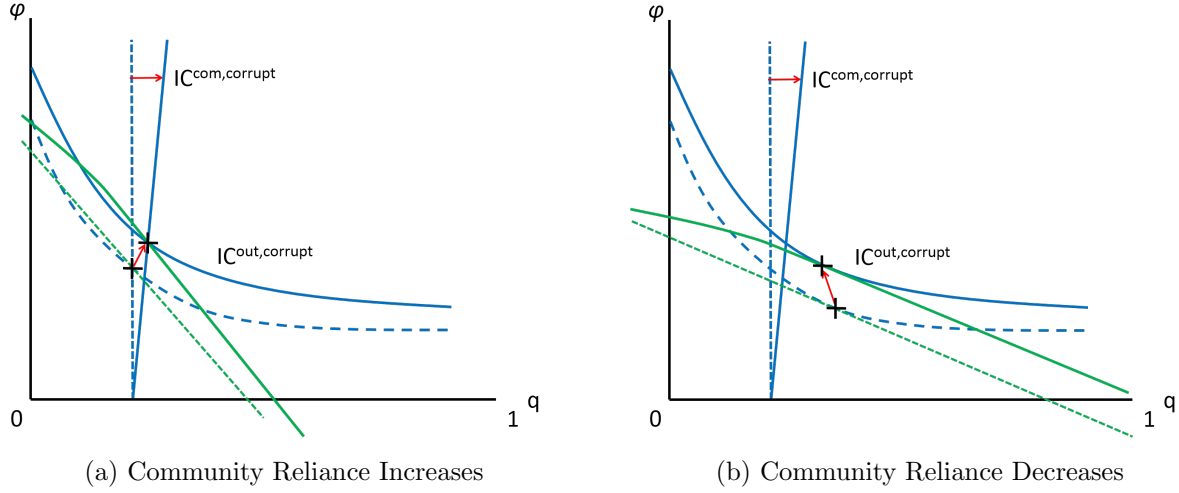 φ
IC^com,corrupt
IC^out,corrupt
0
1
q
(a) Community Reliance Increases
φ
IC^com,corrupt
IC^out,corrupt
0
1
q
(b) Community Reliance Decreases